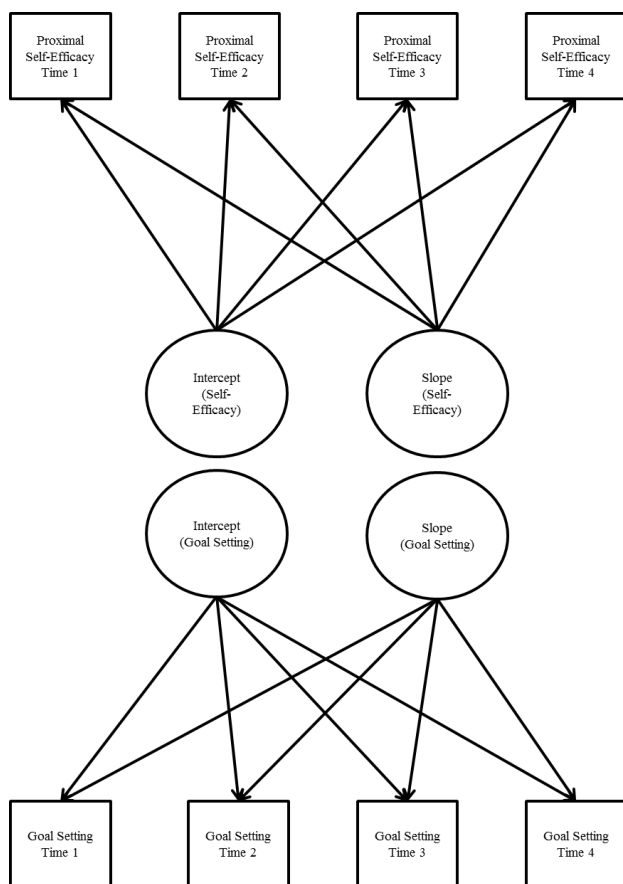 Proximal
Self-Efficacy
Time 1
Proximal
Self-Efficacy
Time 2
Proximal
Self-Efficacy
Time 3
Proximal
Self-Efficacy
Time 4
Intercept
(Self-
Efficacy)
Slope
(Self-
Efficacy)
Intercept
(Goal Setting)
Slope
(Goal Setting)
Goal Setting
Time 1
Goal Setting
Time 2
Goal Setting
Time 3
Goal Setting
Time 4